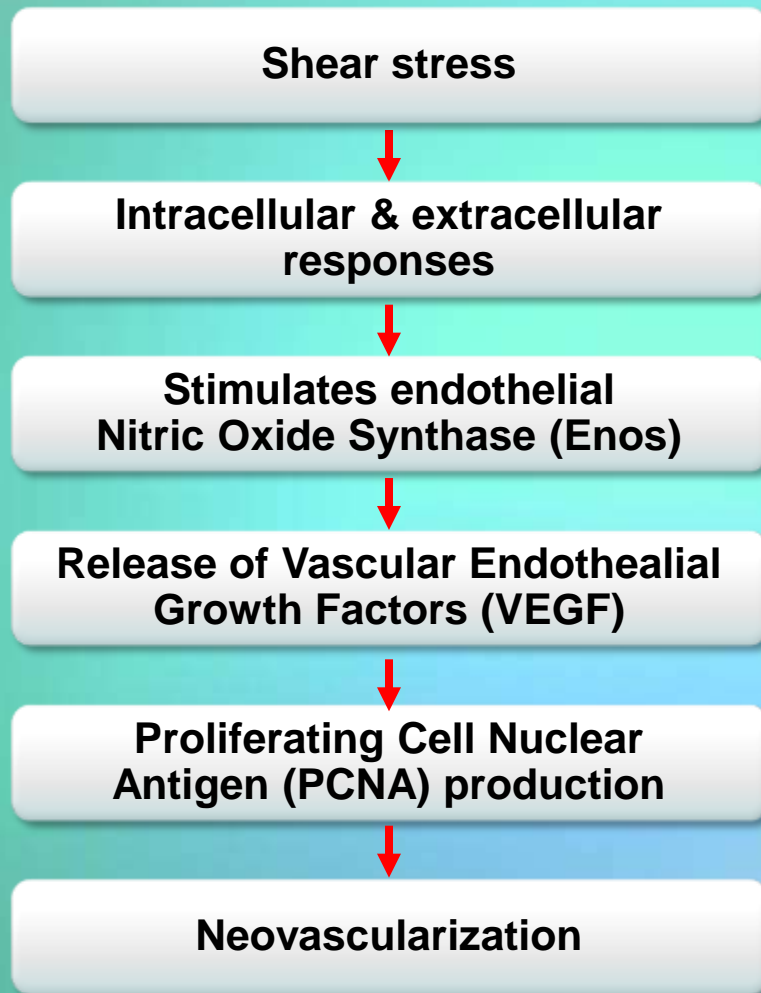 Shear stress
Intracellular & extracellular
responses
Stimulates endothelial
Nitric Oxide Synthase (Enos)
Release of Vascular Endothealial
Growth Factors (VEGF)
Proliferating Cell Nuclear
Antigen (PCNA) production
Neovascularization